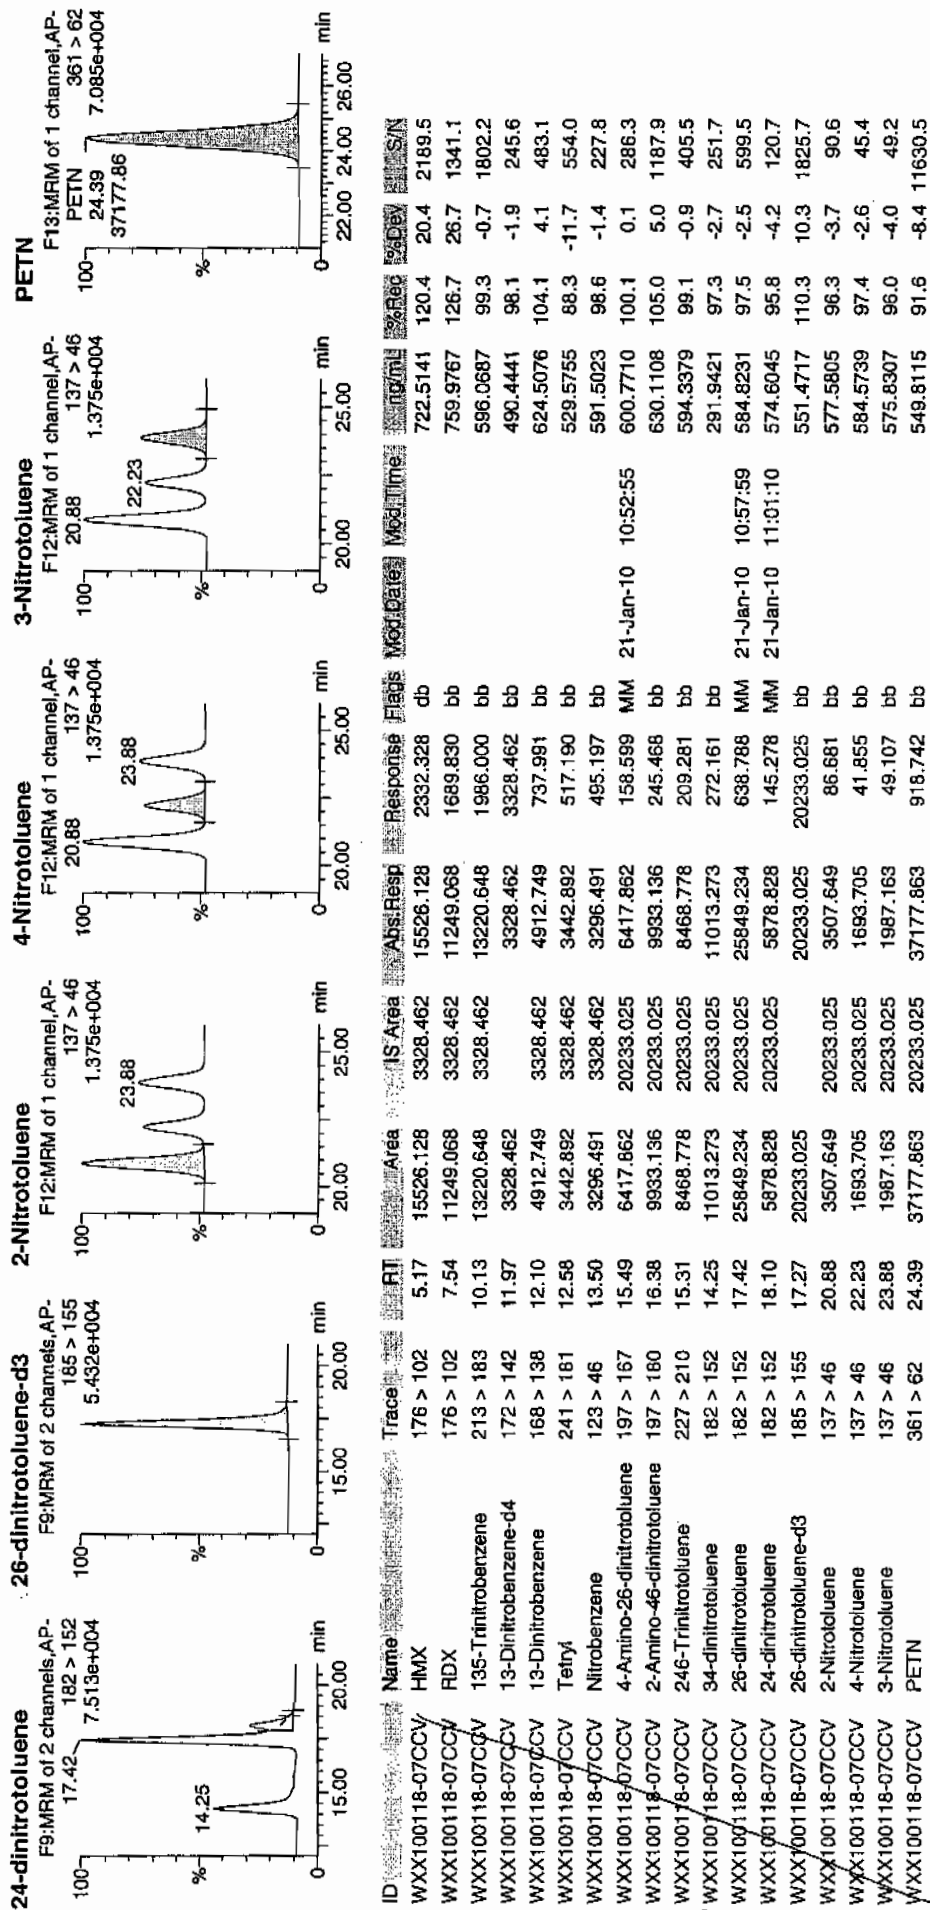 24-dinitrotoluene
F9:MRM of 2 channels,AP-
182 > 152
7.513e+004
17.42
14.25
100
%
0
15.00
20.00
min
26-dinitrotoluene-d3
F9:MRM of 2 channels,AP-
185 > 155
5.432e+004
100
%
0
15.00
20.00
min
2-Nitrotoluene
F12:MRM of 1 channel,AP-
137 > 46
1.375e+004
23.88
100
%
0
20.00
25.00
min
4-Nitrotoluene
F12:MRM of 1 channel,AP-
20.88
137 > 46
1.375e+004
23.88
100
%
0
20.00
25.00
min
3-Nitrotoluene
F12:MRM of 1 channel,AP-
20.88
137 > 46
1.375e+004
22.23
100
%
0
20.00
25.00
min
PETN
F13:MRM of 1 channel,AP-
PETN
361 > 62
24.39
7.085e+004
37177.86
100
%
0
22.00
24.00
26.00
min
ID Name Trace RT Area IS Area Abs.Resp Response Flags Mod.Date Mod.Time ng/mL %Rec %Dev S/N
WXX100118-07CCV HMX 176 > 102 5.17 15526.128 3328.462 15526.128 2332.328 db 722.5141 120.4 20.4 2189.5
WXX100118-07CCV RDX 176 > 102 7.54 11249.068 3328.462 11249.068 1689.830 bb 759.9767 126.7 26.7 1341.1
WXX100118-07CCV 135-Trinitrobenzene 213 > 183 10.13 13220.648 3328.462 13220.648 1986.000 bb 596.0687 99.3 -0.7 1802.2
WXX100118-07CCV 13-Dinitrobenzene-d4 172 > 142 11.97 3328.462 3328.462 3328.462 bb 490.4441 98.1 -1.9 245.6
WXX100118-07CCV 13-Dinitrobenzene 168 > 138 12.10 4912.749 3328.462 4912.749 737.991 bb 624.5076 104.1 4.1 483.1
WXX100118-07CCV Tetryl 241 > 181 12.58 3442.892 3328.462 3442.892 517.190 bb 529.5755 88.3 -11.7 554.0
WXX100118-07CCV Nitrobenzene 123 > 46 13.50 3296.491 3328.462 3296.491 495.197 bb 591.5023 98.6 -1.4 227.8
WXX100118-07CCV 4-Amino-26-dinitrotoluene 197 > 167 15.49 6417.862 20233.025 6417.862 158.599 MM 21-Jan-10 10:52:55 600.7710 100.1 0.1 286.3
WXX100118-07CCV 2-Amino-46-dinitrotoluene 197 > 180 16.38 9933.136 20233.025 9933.136 245.468 bb 630.1108 105.0 5.0 1187.9
WXX100118-07CCV 246-Trinitrotoluene 227 > 210 15.31 8468.778 20233.025 8468.778 209.281 bb 594.3379 99.1 -0.9 405.5
WXX100118-07CCV 34-dinitrotoluene 182 > 152 14.25 11013.273 20233.025 11013.273 272.161 bb 291.9421 97.3 -2.7 251.7
WXX100118-07CCV 26-dinitrotoluene 182 > 152 17.42 25849.234 20233.025 25849.234 638.788 MM 21-Jan-10 10:57:59 584.8231 97.5 -2.5 599.5
WXX100118-07CCV 24-dinitrotoluene 182 > 152 18.10 5878.828 20233.025 5878.828 145.278 MM 21-Jan-10 11:01:10 574.6045 95.8 -4.2 120.7
WXX100118-07CCV 26-dinitrotoluene-d3 185 > 155 17.27 20233.025 20233.025 20233.025 bb 551.4717 110.3 10.3 1825.7
WXX100118-07CCV 2-Nitrotoluene 137 > 46 20.88 3507.649 20233.025 3507.649 86.681 bb 577.5805 96.3 -3.7 90.6
WXX100118-07CCV 4-Nitrotoluene 137 > 46 22.23 1693.705 20233.025 1693.705 41.855 bb 584.5739 97.4 -2.6 45.4
WXX100118-07CCV 3-Nitrotoluene 137 > 46 23.88 1987.163 20233.025 1987.163 49.107 bb 575.8307 96.0 -4.0 49.2
WXX100118-07CCV PETN 361 > 62 24.39 37177.863 20233.025 37177.863 918.742 bb 549.8115 91.6 -8.4 11630.5